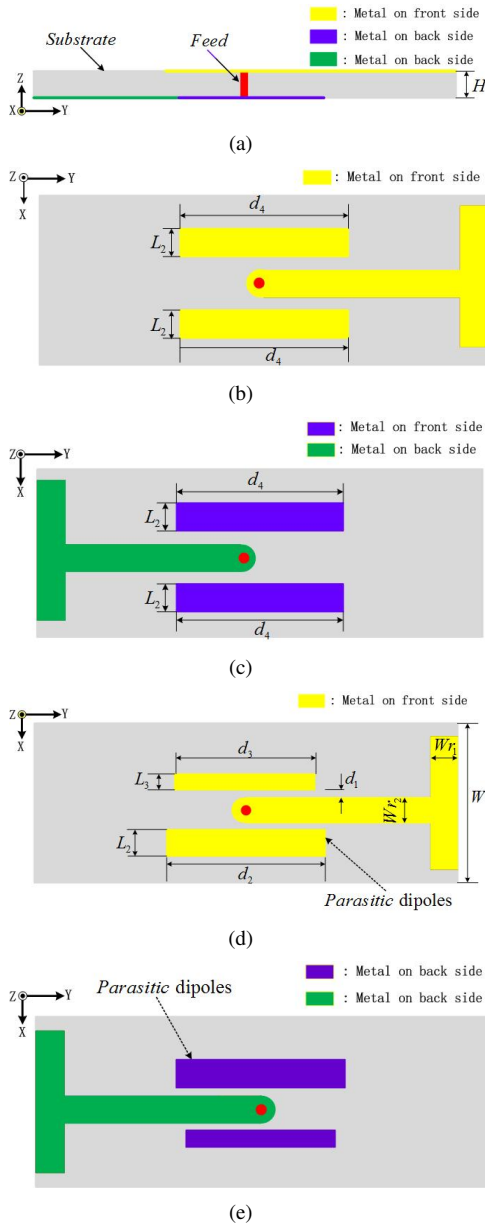 : Metal on front side
: Metal on back side
: Metal on back side
Substrate
Feed
Z
X
Y
H
(a)
Z
Y
X
: Metal on front side
d4
L2
L2
d4
(b)
: Metal on front side
: Metal on back side
Z
Y
X
d4
L2
L2
d4
(c)
: Metal on front side
Z
Y
X
d3
d1
Wr1
L3
Wr2
W
L2
d2
Parasitic dipoles
(d)
: Metal on back side
: Metal on back side
Z
Y
X
Parasitic dipoles
(e)